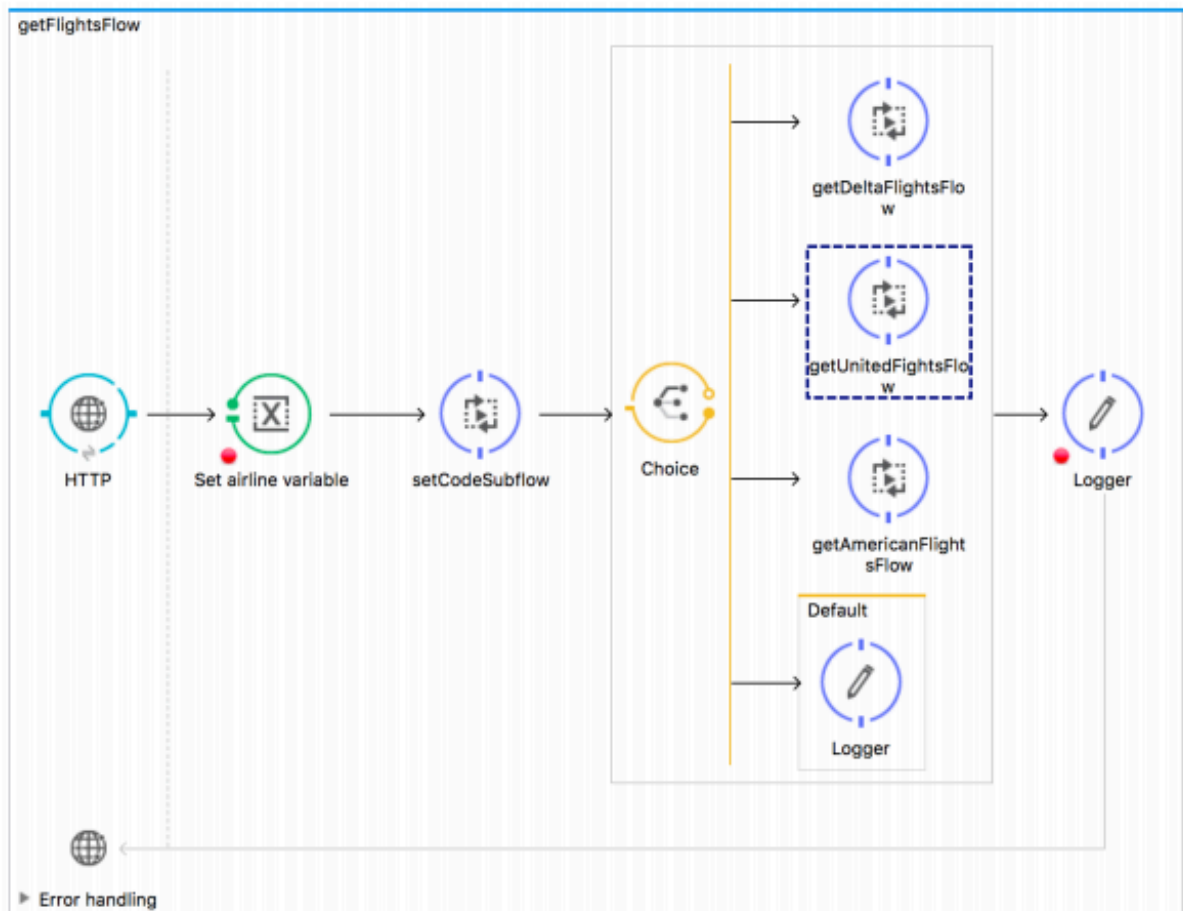 getFlightsFlow
getDeltaFlightsFlo
w
getUnitedFightsFlo
w
HTTP
Set airline variable
setCodeSubflow
Choice
Logger
getAmericanFlight
sFlow
Default
Logger
Error handling